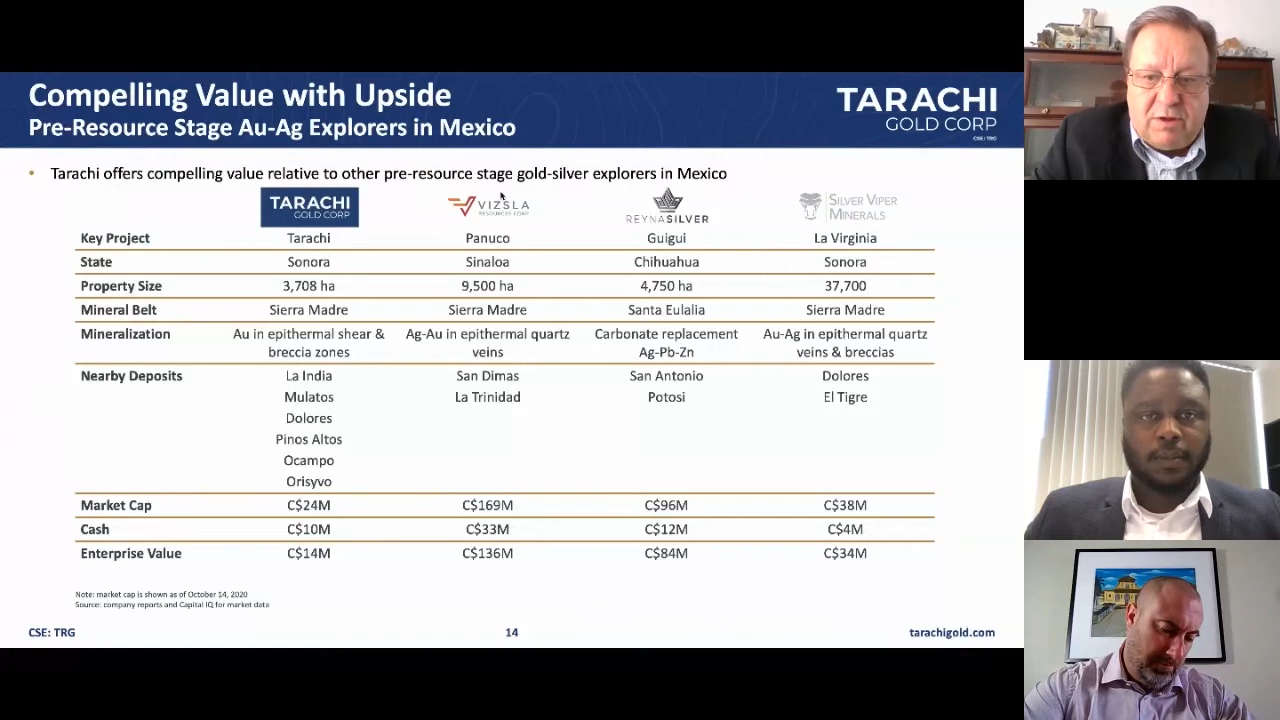 Compelling Value with Upside
Pre-Resource Stage Au-Ag Explorers in Mexico
TARACHI
GOLD CORP
CSE: TRG
• Tarachi offers compelling value relative to other pre-resource stage gold-silver explorers in Mexico
TARACHI GOLD CORP VIZSLA RESOURCES CORP REYNASILVER SILVER VIPER MINERALS
Key Project Tarachi Panuco Guigui La Virginia
State Sonora Sinaloa Chihuahua Sonora
Property Size 3,708 ha 9,500 ha 4,750 ha 37,700
Mineral Belt Sierra Madre Sierra Madre Santa Eulalia Sierra Madre
Mineralization Au in epithermal shear & Ag-Au in epithermal quartz Carbonate replacement Au-Ag in epithermal quartz
breccia zones veins Ag-Pb-Zn veins & breccias
Nearby Deposits La India San Dimas San Antonio Dolores
Mulatos La Trinidad Potosi El Tigre
Dolores
Pinos Altos
Ocampo
Orisyvo
Market Cap C$24M C$169M C$96M C$38M
Cash C$10M C$33M C$12M C$4M
Enterprise Value C$14M C$136M C$84M C$34M
Note: market cap is shown as of October 14, 2020
Source: company reports and Capital IQ for market data
CSE: TRG 14 tarachigold.com